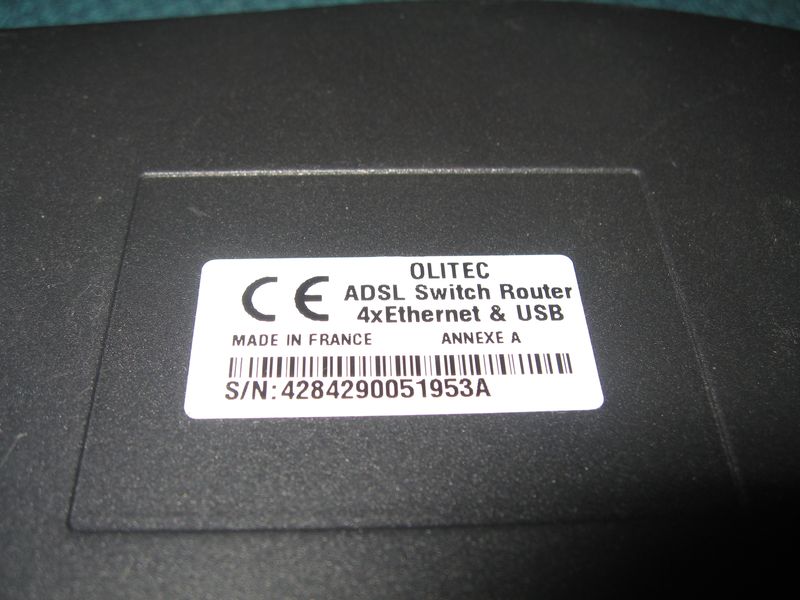 CE
OLITEC
ADSL Switch Router
4xEthernet & USB
MADE IN FRANCE ANNEXE A
S/N:4284290051953A